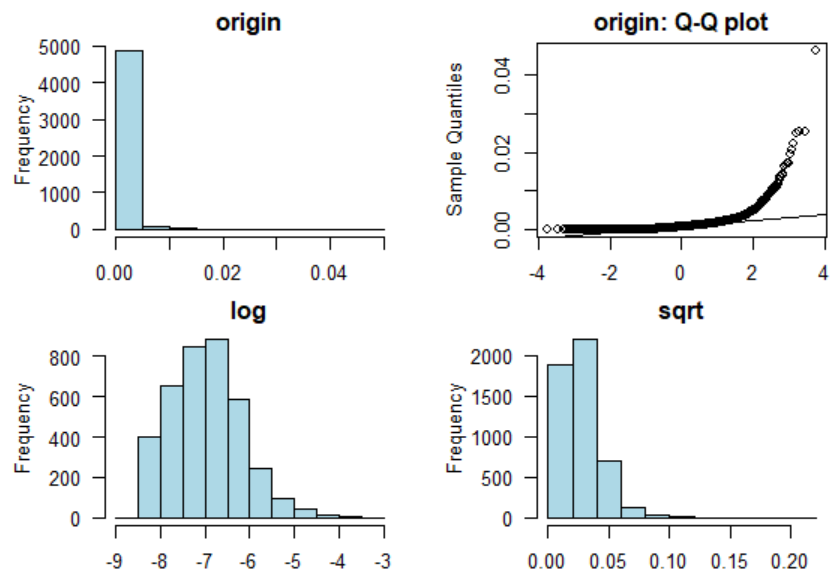 origin
Frequency
5000
4000
3000
2000
1000
0
0.00 0.02 0.04
origin: Q-Q plot
Sample Quantiles
0.04
0.02
0.00
-4 -2 0 2 4
log
Frequency
800
600
400
200
0
-9 -8 -7 -6 -5 -4 -3
sqrt
Frequency
2000
1500
1000
500
0
0.00 0.05 0.10 0.15 0.20